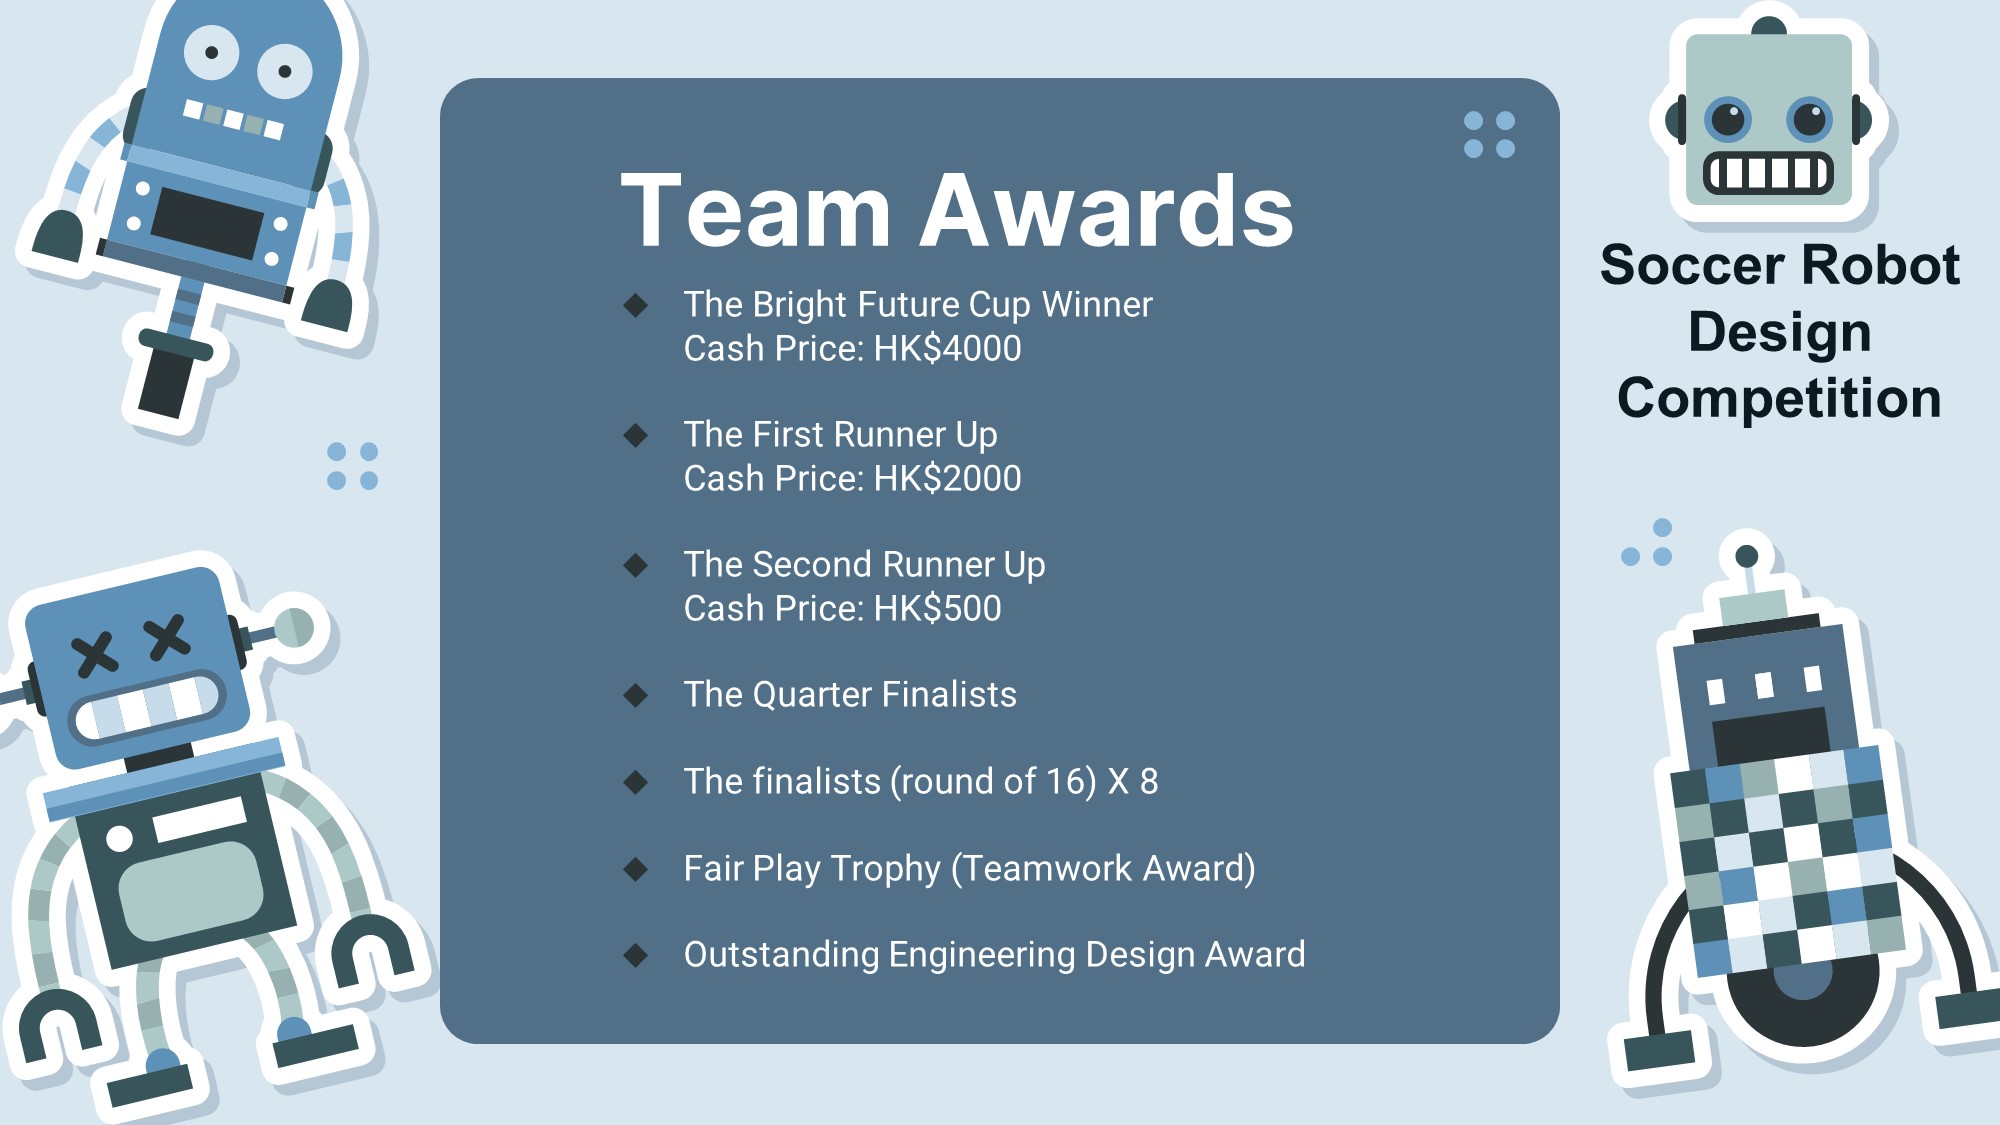 Team Awards
The Bright Future Cup Winner
Cash Price: HK$4000
The First Runner Up
Cash Price: HK$2000
The Second Runner Up
Cash Price: HK$500
The Quarter Finalists
The finalists (round of 16) X 8
Fair Play Trophy (Teamwork Award)
Outstanding Engineering Design Award
Soccer Robot
Design
Competition